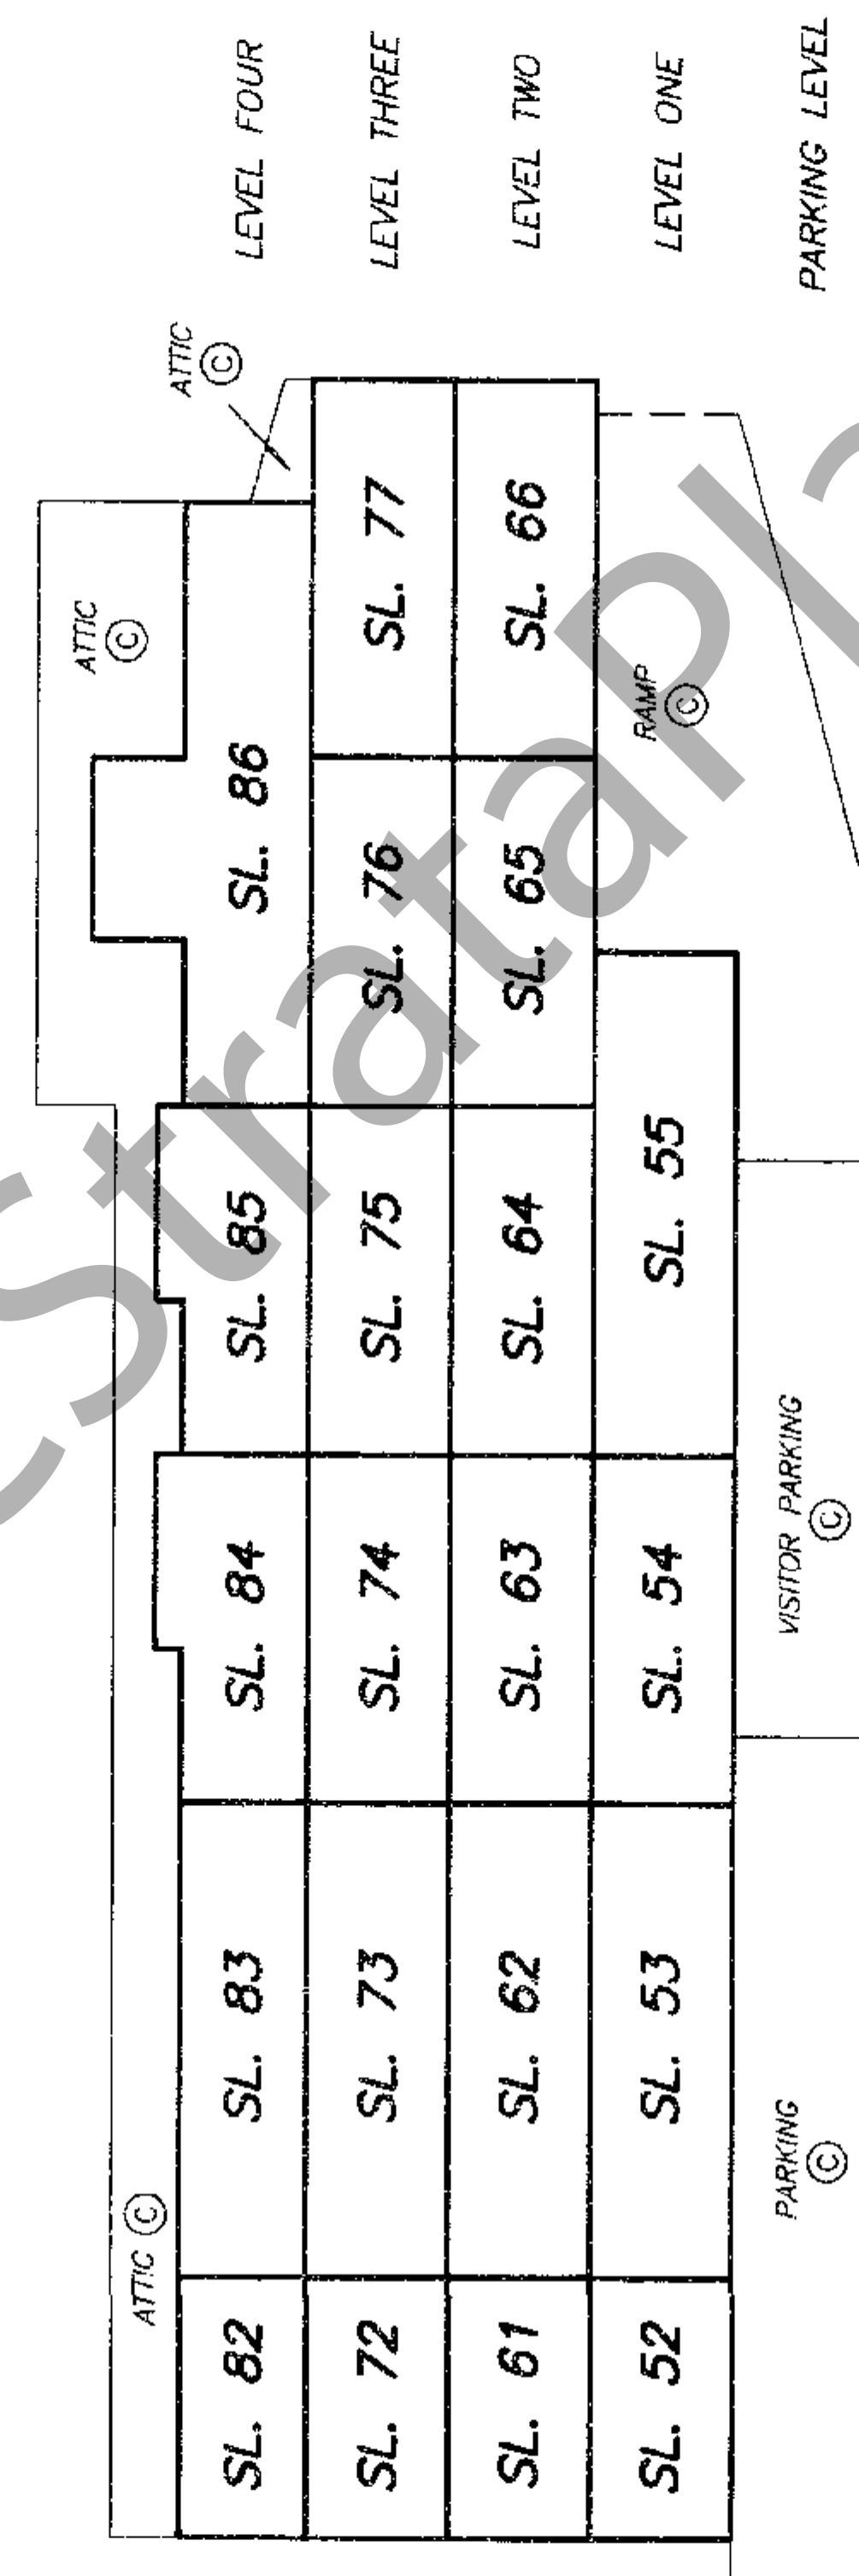 ATTIC Ⓒ
ATTIC Ⓒ
ATTIC Ⓒ
SL. 82 SL. 83 SL. 84 SL. 85 SL. 86 LEVEL FOUR
SL. 72 SL. 73 SL. 74 SL. 75 SL. 76 SL. 77 LEVEL THREE
SL. 61 SL. 62 SL. 63 SL. 64 SL. 65 SL. 66 LEVEL TWO
SL. 52 SL. 53 SL. 54 SL. 55 LEVEL ONE
RAMP Ⓒ
PARKING Ⓒ
VISITOR PARKING Ⓒ
PARKING LEVEL